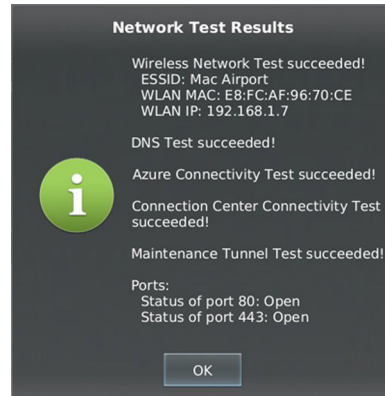 Network Test Results
Wireless Network Test succeeded!
ESSID: Mac Airport
WLAN MAC: E8:FC:AF:96:70:CE
WLAN IP: 192.168.1.7
DNS Test succeeded!
Azure Connectivity Test succeeded!
Connection Center Connectivity Test
succeeded!
Maintenance Tunnel Test succeeded!
Ports:
Status of port 80: Open
Status of port 443: Open
OK